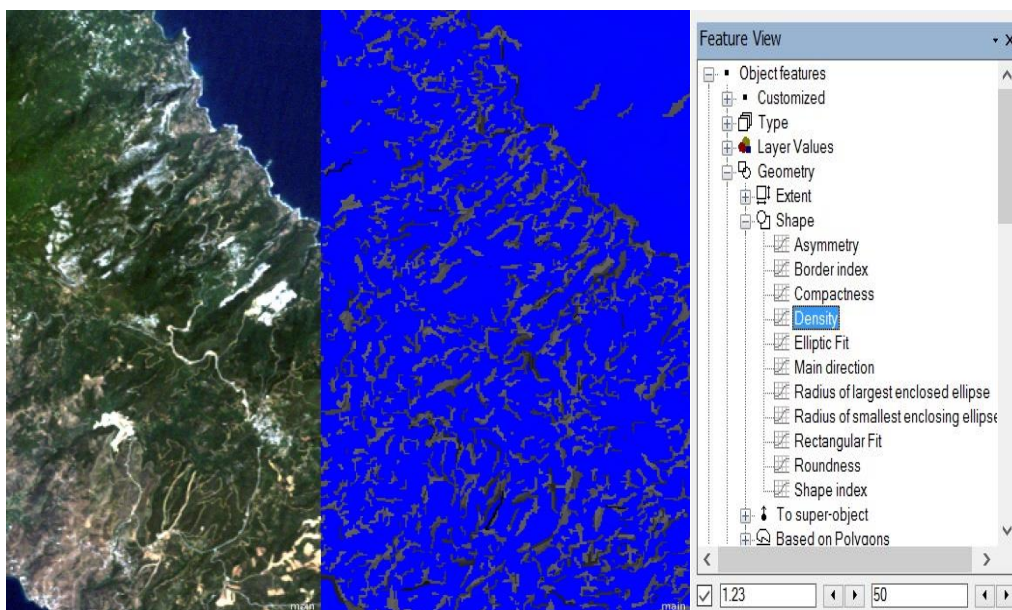 Feature View
Object features
Customized
Type
Layer Values
Geometry
Extent
Shape
Asymmetry
Border index
Compactness
Density
Elliptic Fit
Main direction
Radius of largest enclosed ellipse
Radius of smallest enclosing ellipse
Rectangular Fit
Roundness
Shape index
To super-object
Based on Polygons
1.23 50
main main